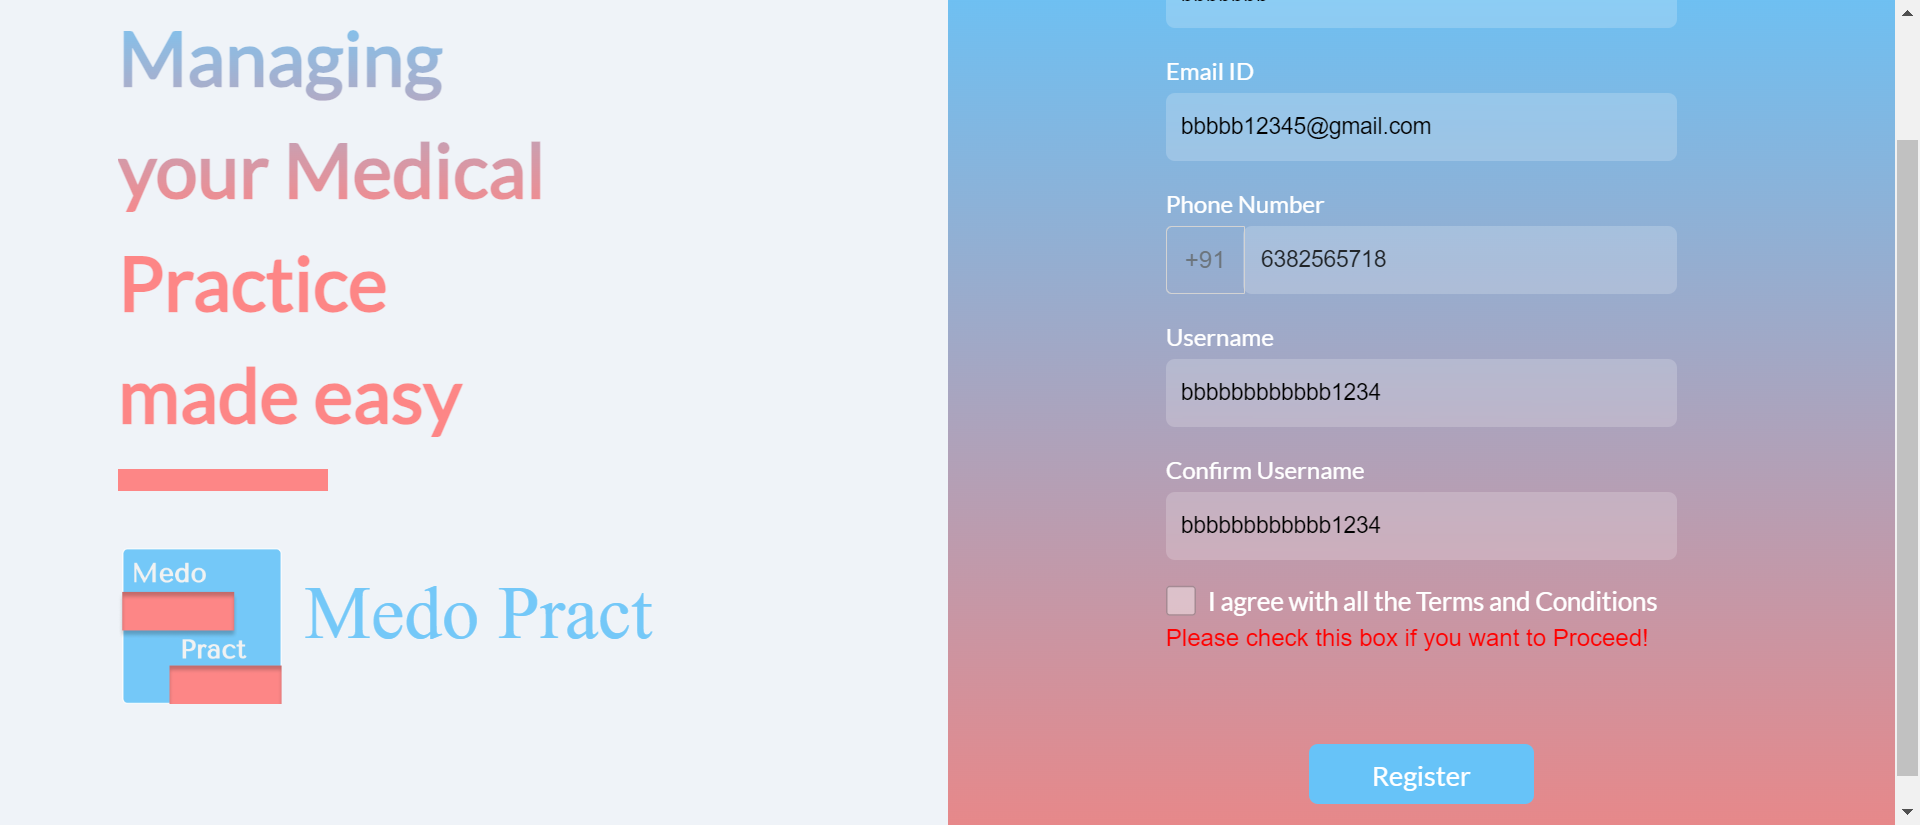 Managing
your Medical
Practice
made easy
Medo
Pract
Medo Pract
Email ID
bbbbb12345@gmail.com
Phone Number
+91 6382565718
Username
bbbbbbbbbbbb1234
Confirm Username
bbbbbbbbbbbb1234
I agree with all the Terms and Conditions
Please check this box if you want to Proceed!
Register